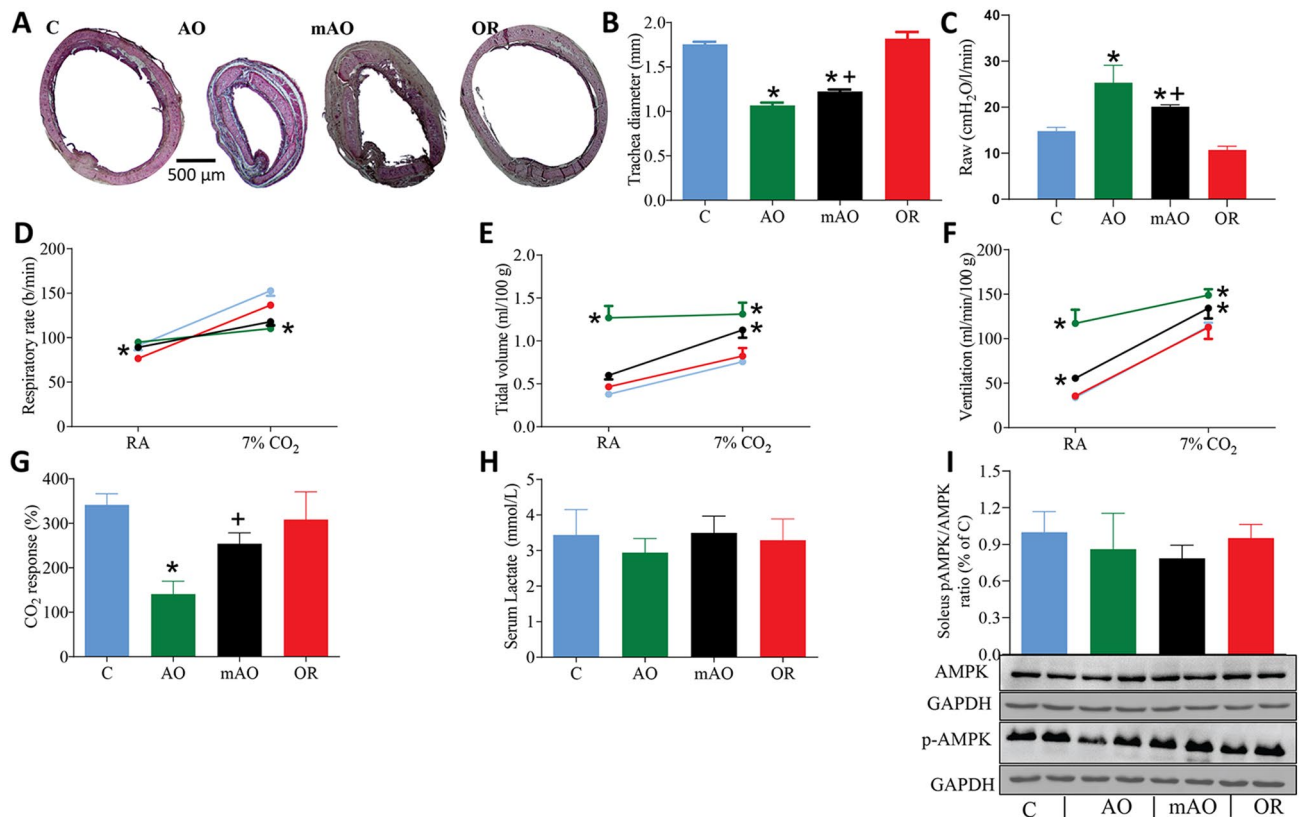 A
C AO mAO OR
500 µm
B
Trachea diameter (mm)
2.0
1.5
1.0
0.5
0.0
*
* +
C AO mAO OR
C
Raw (cmH₂O/l/min)
40
30
20
10
0
*
* +
C AO mAO OR
D
Respiratory rate (b/min)
200
150
100
50
0
*
*
RA 7% CO₂
E
Tidal volume (ml/100 g)
2.0
1.5
1.0
0.5
0.0
*
*
*
RA 7% CO₂
F
Ventilation (ml/min/100 g)
200
150
100
50
0
*
*
*
*
RA 7% CO₂
G
CO₂ response (%)
400
300
200
100
0
*
+
C AO mAO OR
H
Serum Lactate (mmol/L)
5
4
3
2
1
0
C AO mAO OR
I
Soleus pAMPK/AMPK
ratio (% of C)
1.5
1.2
0.9
0.6
0.3
0.0
AMPK
GAPDH
p-AMPK
GAPDH
C | AO | mAO | OR